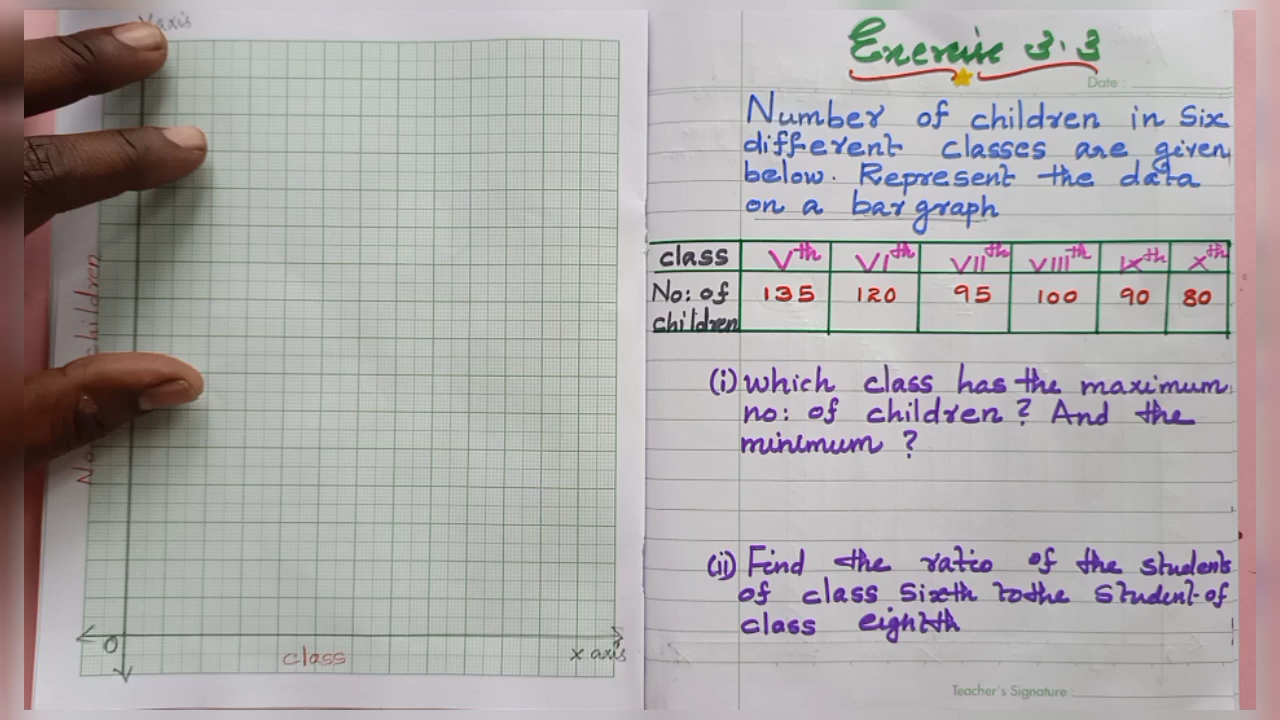 Y axis
No: children
O
class
x axis
Exercise 3.3
Date :
Number of children in six
different classes are given
below. Represent the data
on a bar graph
class Vth VIth VIIth VIIIth IXth Xth
No: of 135 120 95 100 90 80
children
(i) which class has the maximum
no: of children? And the
minimum?
(ii) Find the ratio of the students
of class sixth to the student of
class eighth
Teacher's Signature :